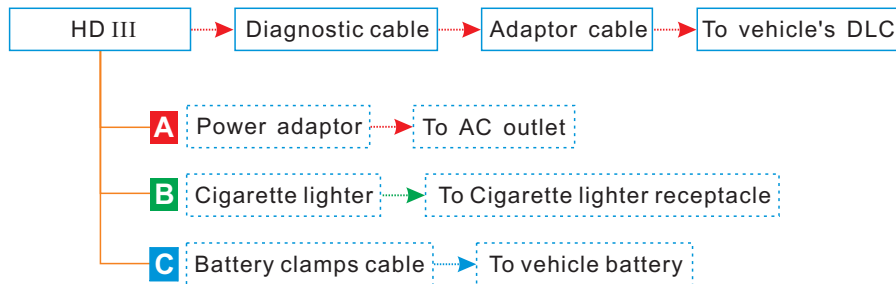 HD III Diagnostic cable Adaptor cable To vehicle's DLC
A Power adaptor To AC outlet
B Cigarette lighter To Cigarette lighter receptacle
C Battery clamps cable To vehicle battery